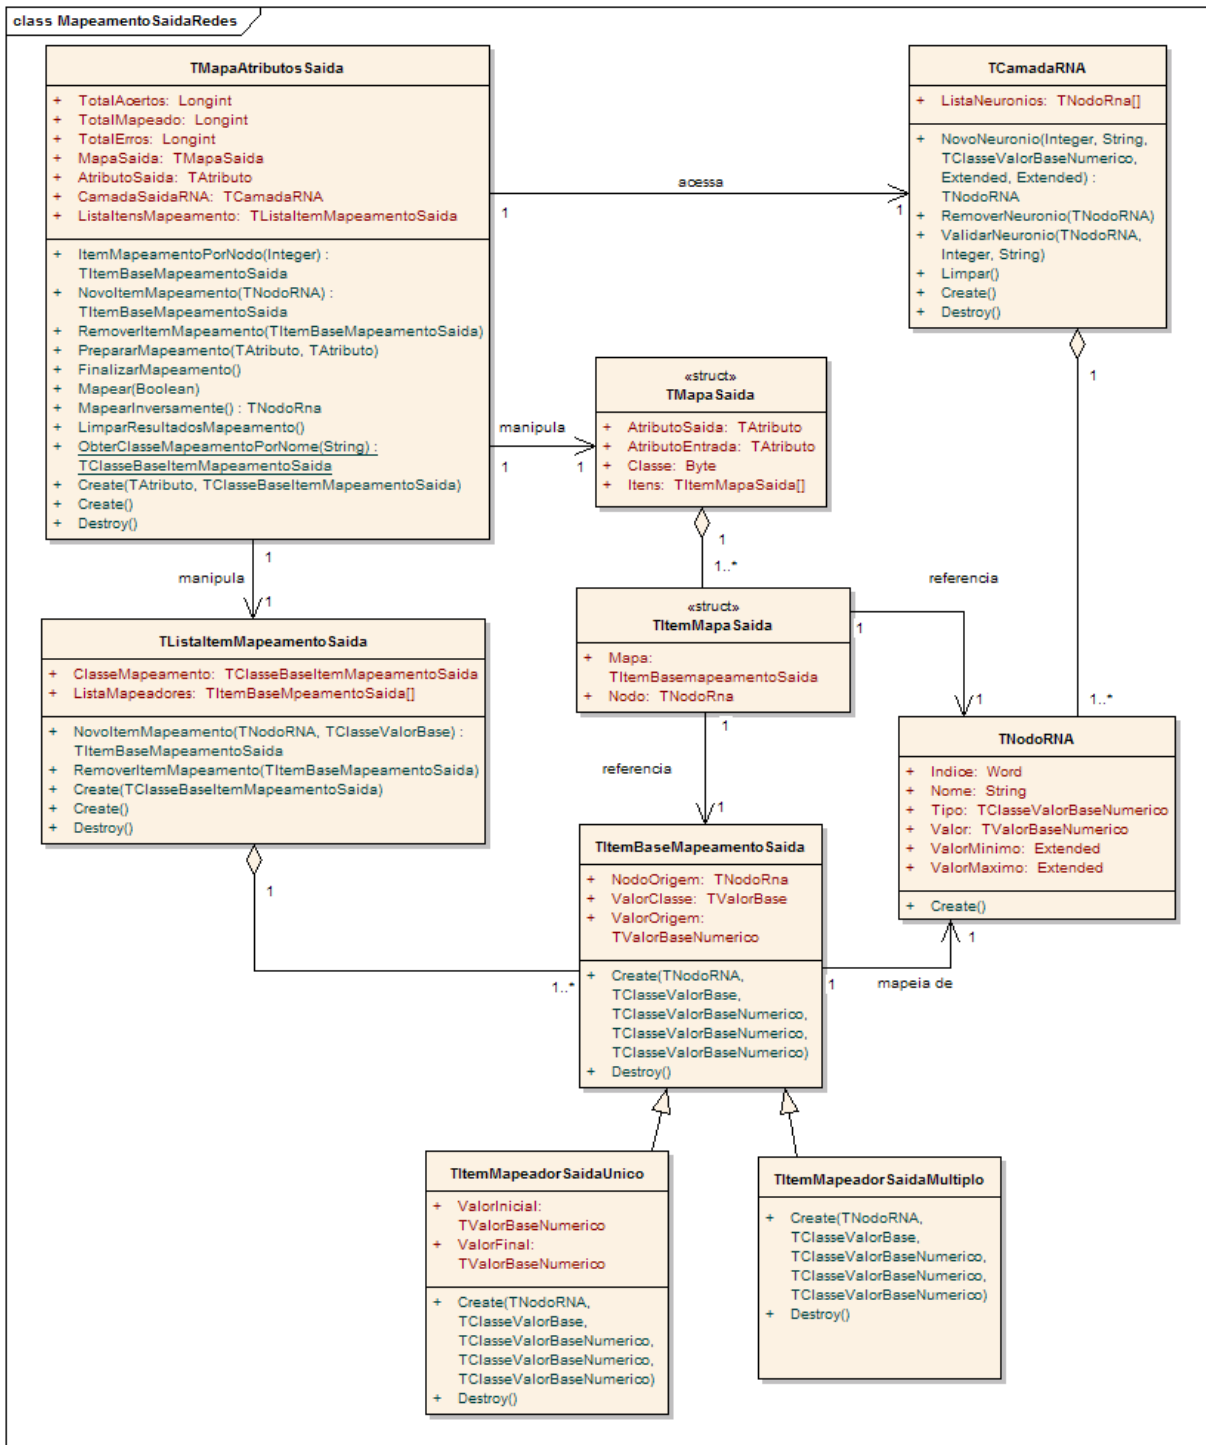 class MapeamentoSaidaRedes
TMapaAtributosSaida
+ TotalAcertos: Longint
+ TotalMapeado: Longint
+ TotalErros: Longint
+ MapaSaida: TMapaSaida
+ AtributoSaida: TAtributo
+ CamadaSaidaRNA: TCamadaRNA
+ ListaItensMapeamento: TListaItemMapeamentoSaida
+ ItemMapeamentoPorNodo(Integer) :
TItemBaseMapeamentoSaida
+ NovoItemMapeamento(TNodoRNA) :
TItemBaseMapeamentoSaida
+ RemoverItemMapeamento(TItemBaseMapeamentoSaida)
+ PrepararMapeamento(TAtributo, TAtributo)
+ FinalizarMapeamento()
+ Mapear(Boolean)
+ MapearInversamente() : TNodoRna
+ LimparResultadosMapeamento()
+ ObterClasseMapeamentoPorNome(String) :
TClasseBaseItemMapeamentoSaida
+ Create(TAtributo, TClasseBaseItemMapeamentoSaida)
+ Create()
+ Destroy()
acessa
1
1
TCamadaRNA
+ ListaNeuronios: TNodoRna[]
+ NovoNeuronio(Integer, String,
TClasseValorBaseNumerico,
Extended, Extended) :
TNodoRNA
+ RemoverNeuronio(TNodoRNA)
+ ValidarNeuronio(TNodoRNA,
Integer, String)
+ Limpar()
+ Create()
+ Destroy()
1
manipula
1
1
«struct»
TMapaSaida
+ AtributoSaida: TAtributo
+ AtributoEntrada: TAtributo
+ Classe: Byte
+ Itens: TItemMapaSaida[]
1
1..*
1
manipula
1
referencia
«struct»
TItemMapaSaida
+ Mapa:
TItemBasemapeamentoSaida
+ Nodo: TNodoRna
1
1
1..*
TListaItemMapeamentoSaida
+ ClasseMapeamento: TClasseBaseItemMapeamentoSaida
+ ListaMapeadores: TItemBaseMpeamentoSaida[]
+ NovoItemMapeamento(TNodoRNA, TClasseValorBase) :
TItemBaseMapeamentoSaida
+ RemoverItemMapeamento(TItemBaseMapeamentoSaida)
+ Create(TClasseBaseItemMapeamentoSaida)
+ Create()
+ Destroy()
1
1
referencia
1
TNodoRNA
+ Indice: Word
+ Nome: String
+ Tipo: TClasseValorBaseNumerico
+ Valor: TValorBaseNumerico
+ ValorMinimo: Extended
+ ValorMaximo: Extended
+ Create()
1
TItemBaseMapeamentoSaida
+ NodoOrigem: TNodoRna
+ ValorClasse: TValorBase
+ ValorOrigem:
TValorBaseNumerico
+ Create(TNodoRNA,
TClasseValorBase,
TClasseValorBaseNumerico,
TClasseValorBaseNumerico,
TClasseValorBaseNumerico)
+ Destroy()
1..*
1
mapeia de
TItemMapeadorSaidaUnico
+ ValorInicial:
TValorBaseNumerico
+ ValorFinal:
TValorBaseNumerico
+ Create(TNodoRNA,
TClasseValorBase,
TClasseValorBaseNumerico,
TClasseValorBaseNumerico,
TClasseValorBaseNumerico)
+ Destroy()
TItemMapeadorSaidaMultiplo
+ Create(TNodoRNA,
TClasseValorBase,
TClasseValorBaseNumerico,
TClasseValorBaseNumerico,
TClasseValorBaseNumerico)
+ Destroy()